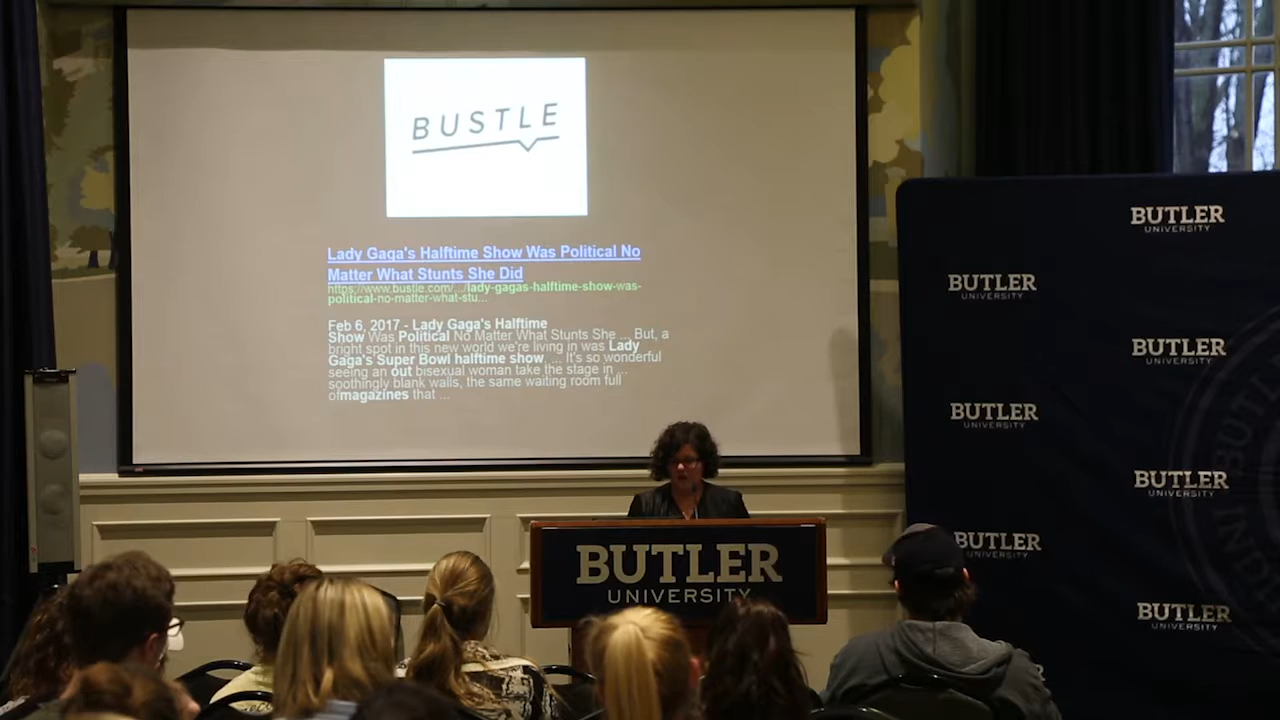 BUSTLE
Lady Gaga's Halftime Show Was Political No
Matter What Stunts She Did
https://www.bustle.com/.../lady-gagas-halftime-show-was-
political-no-matter-what-stu...
Feb 6, 2017 - Lady Gaga's Halftime
Show Was Political No Matter What Stunts She ... But, a
bright spot in this new world we're living in was Lady
Gaga's Super Bowl halftime show. ... It's so wonderful
seeing an out bisexual woman take the stage in ...
soothingly blank walls, the same waiting room full
ofmagazines that ...
BUTLER
UNIVERSITY
BUTLER
UNIVERSITY
BUTLER
UNIVERSITY
BUTLER
UNIVERSITY
BUTLER
UNIVERSITY
BUTLER
UNIVERSITY
BUTLER
UNIVERSITY
BUTLER
UNIVERSITY